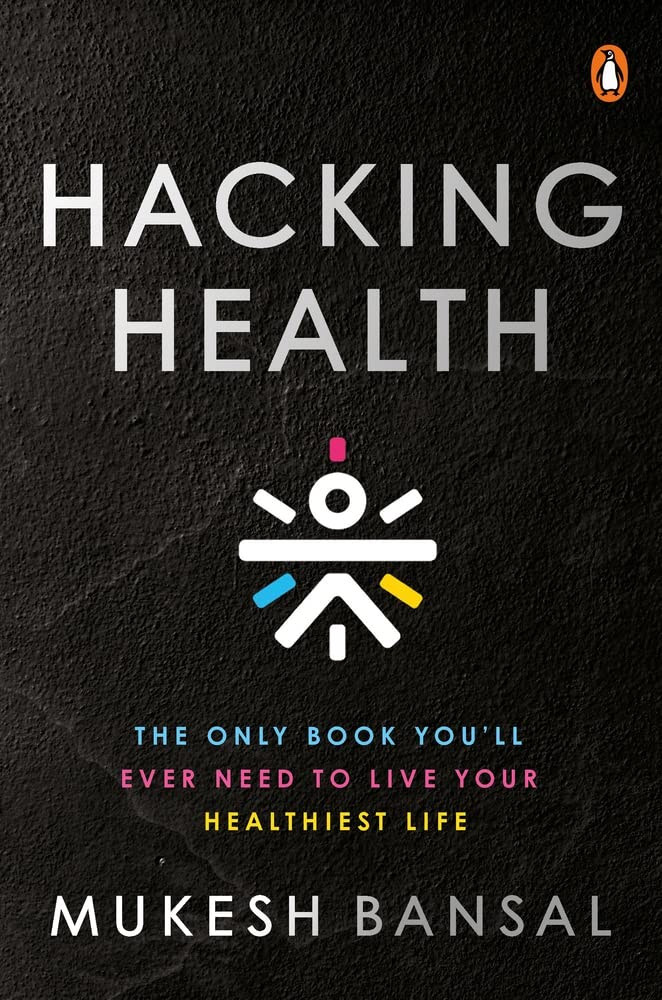 HACKING
HEALTH
THE ONLY BOOK YOU'LL
EVER NEED TO LIVE YOUR
HEALTHIEST LIFE
MUKESH BANSAL